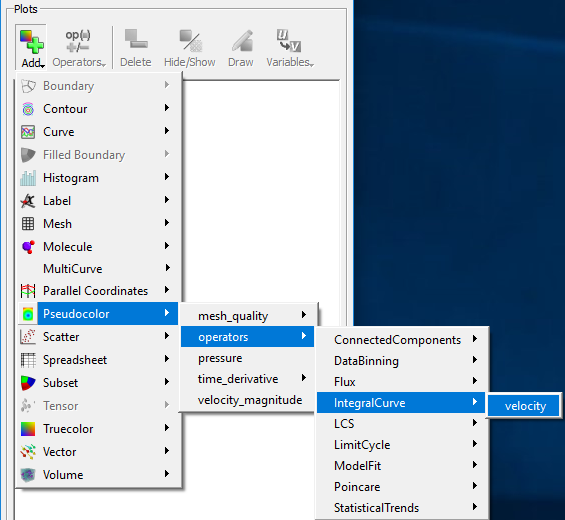 Plots
op()
+/-
u
v
Add
Operators
Delete
Hide/Show
Draw
Variables
Boundary
Contour
Curve
Filled Boundary
Histogram
Label
Mesh
Molecule
MultiCurve
Parallel Coordinates
Pseudocolor
Scatter
Spreadsheet
Subset
Tensor
Truecolor
Vector
Volume
mesh_quality
operators
pressure
time_derivative
velocity_magnitude
ConnectedComponents
DataBinning
Flux
IntegralCurve
LCS
LimitCycle
ModelFit
Poincare
StatisticalTrends
velocity